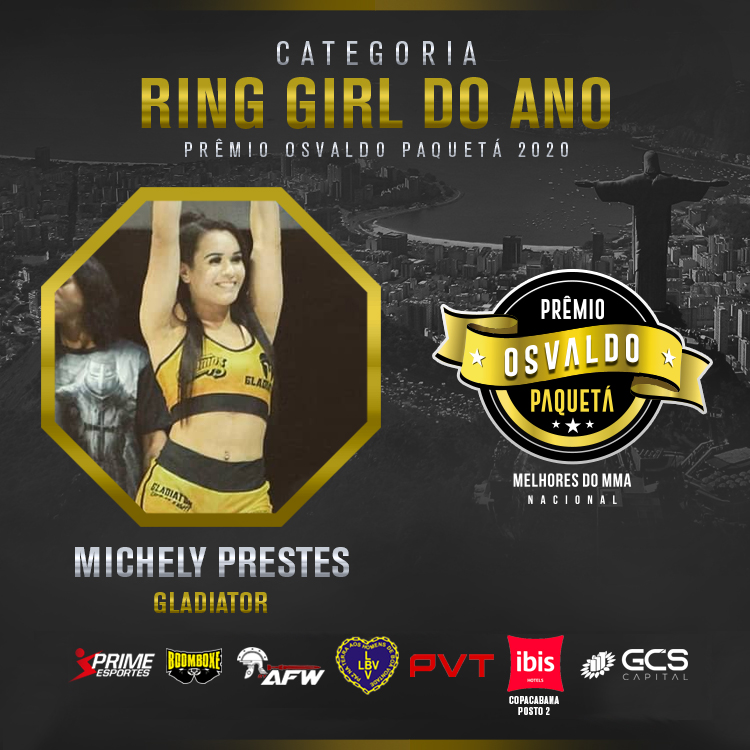 CATEGORIA
RING GIRL DO ANO
PRÊMIO OSVALDO PAQUETÁ 2020
GLADIATOR
PRÊMIO
OSVALDO
PAQUETÁ
MELHORES DO MMA
NACIONAL
MICHELY PRESTES
GLADIATOR
PRIME
ESPORTES
BOOMBOXE
AFW
L
LBV
V
PVT
ibis
HOTELS
COPACABANA
POSTO 2
GCS
CAPITAL